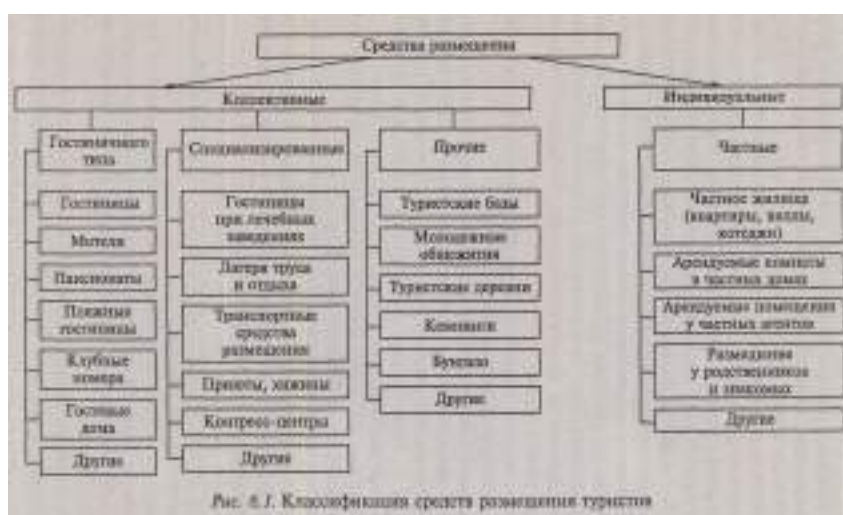 Средства размещения
Коллективные
Индивидуальные
Гостиничного
типа
Специализированные
Прочие
Частные
Гостиницы
Мотели
Пансионаты
Пляжные
гостиницы
Клубные
номера
Гостевые
дома
Другие
Гостиницы
при лечебных
заведениях
Лагеря труда
и отдыха
Транспортные
средства
размещения
Приюты, хижины
Конгресс-центры
Другие
Туристские базы
Молодежные
общежития
Туристские деревни
Кемпинги
Бунгало
Другие
Частное жилище
(квартиры, виллы,
котеджи)
Арендуемые комнаты
в частных домах
Арендуемые помещения
у частных агентов
Размещения
у родственников
и знакомых
Другие
Рис. 6.1. Классификация средств размещения туристов